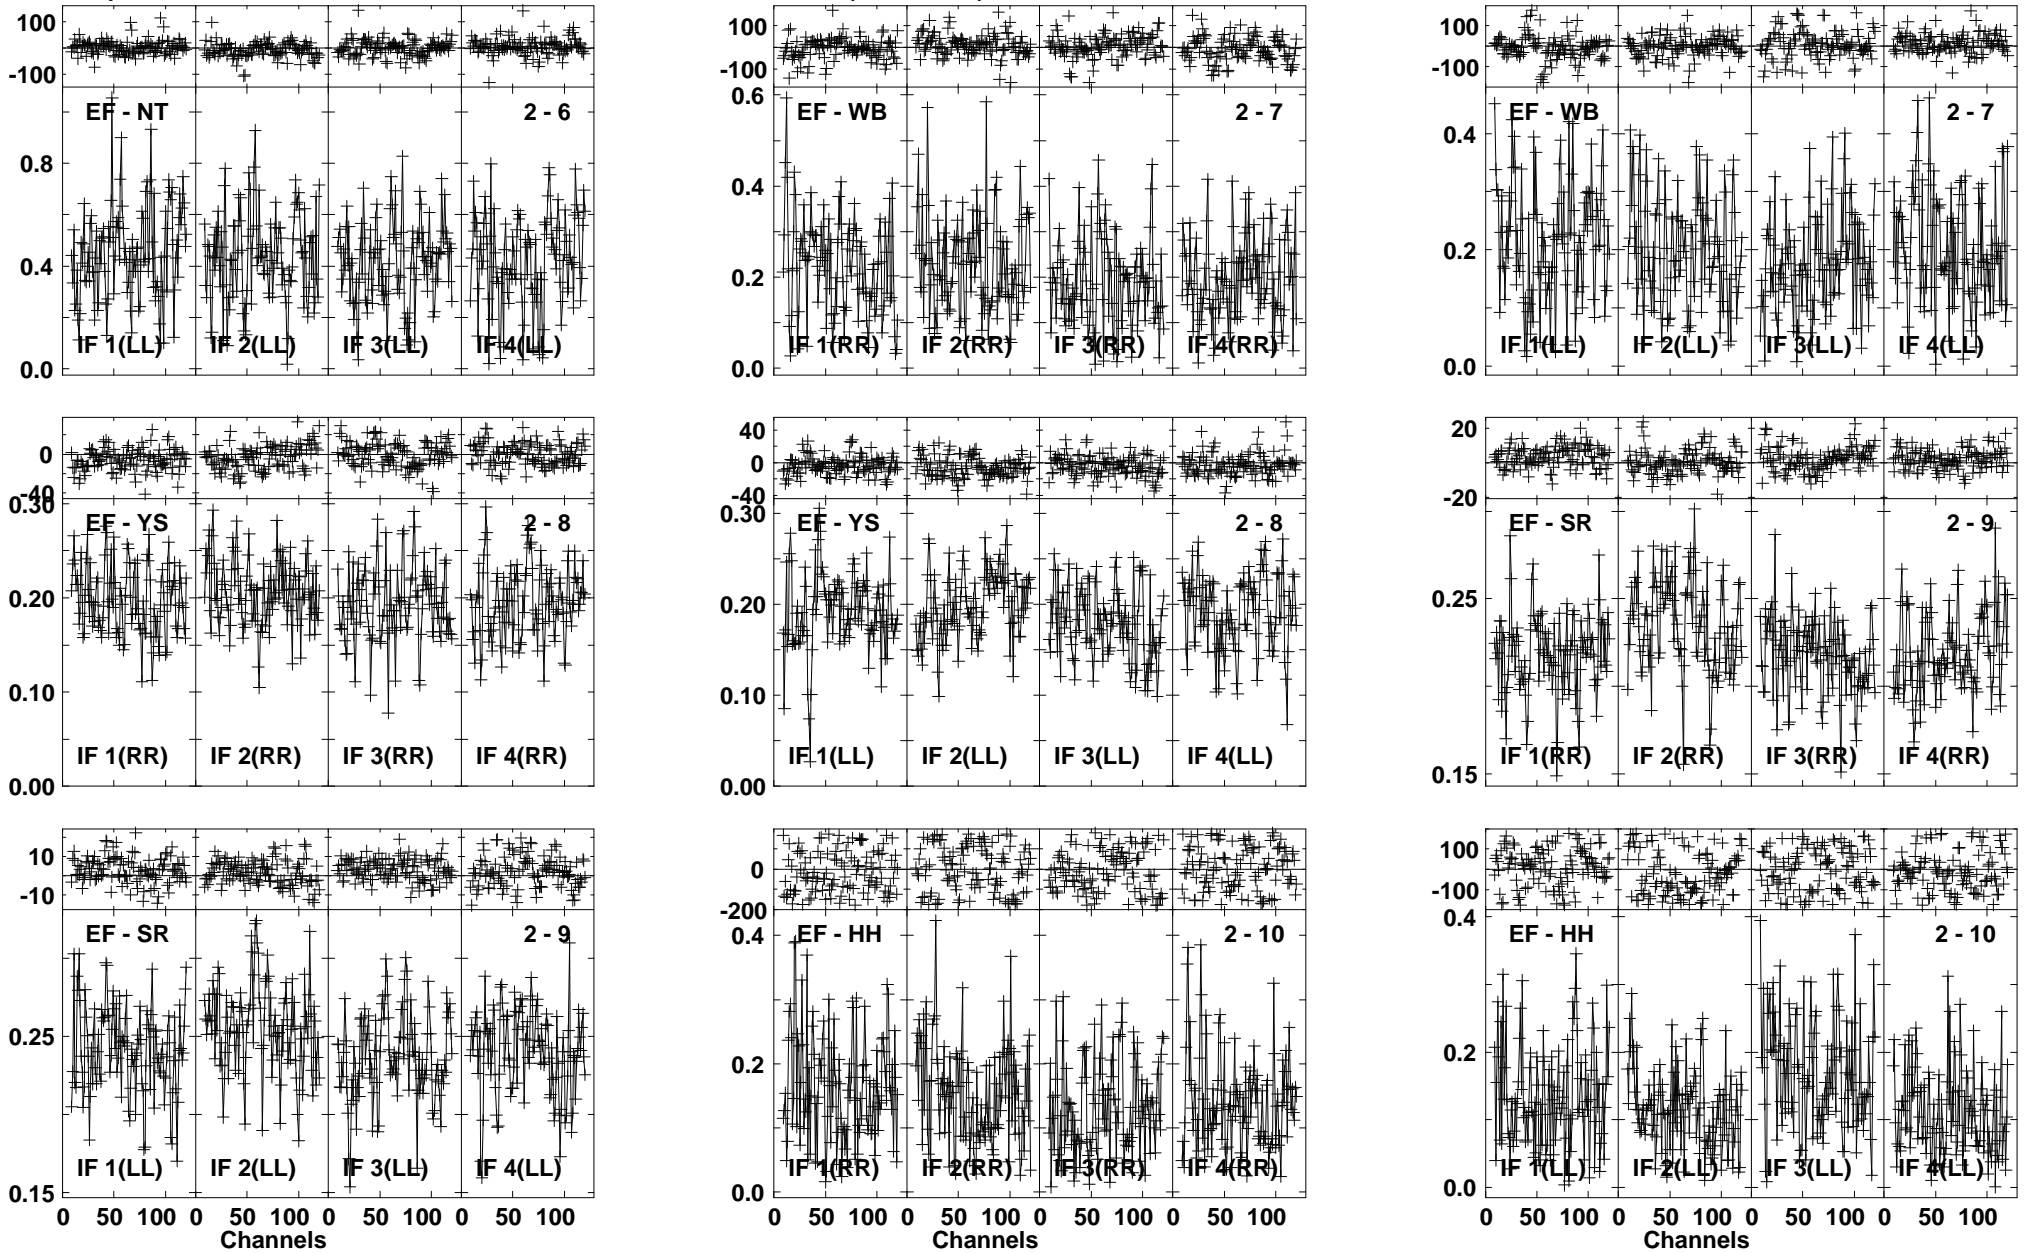 100
-100
EF - NT 2 - 6
0.8
0.4
0.0
IF 1(LL) IF 2(LL) IF 3(LL) IF 4(LL)
100
-100
0.6
EF - WB 2 - 7
0.4
0.2
0.0
IF 1(RR) IF 2(RR) IF 3(RR) IF 4(RR)
100
-100
EF - WB 2 - 7
0.4
0.2
0.0
IF 1(LL) IF 2(LL) IF 3(LL) IF 4(LL)
0
-40
0.30
EF - YS 2 - 8
0.20
0.10
0.00
IF 1(RR) IF 2(RR) IF 3(RR) IF 4(RR)
40
0
-40
0.30
EF - YS 2 - 8
0.20
0.10
0.00
IF 1(LL) IF 2(LL) IF 3(LL) IF 4(LL)
20
-20
EF - SR 2 - 9
0.25
0.15
IF 1(RR) IF 2(RR) IF 3(RR) IF 4(RR)
10
-10
EF - SR 2 - 9
0.25
0.15
IF 1(LL) IF 2(LL) IF 3(LL) IF 4(LL)
0 50 100 0 50 100 0 50 100 0 50 100
Channels
0
-200
0.4
EF - HH 2 - 10
0.2
0.0
IF 1(RR) IF 2(RR) IF 3(RR) IF 4(RR)
0 50 100 0 50 100 0 50 100 0 50 100
Channels
100
-100
0.4
EF - HH 2 - 10
0.2
0.0
IF 1(LL) IF 2(LL) IF 3(LL) IF 4(LL)
0 50 100 0 50 100 0 50 100 0 50 100
Channels